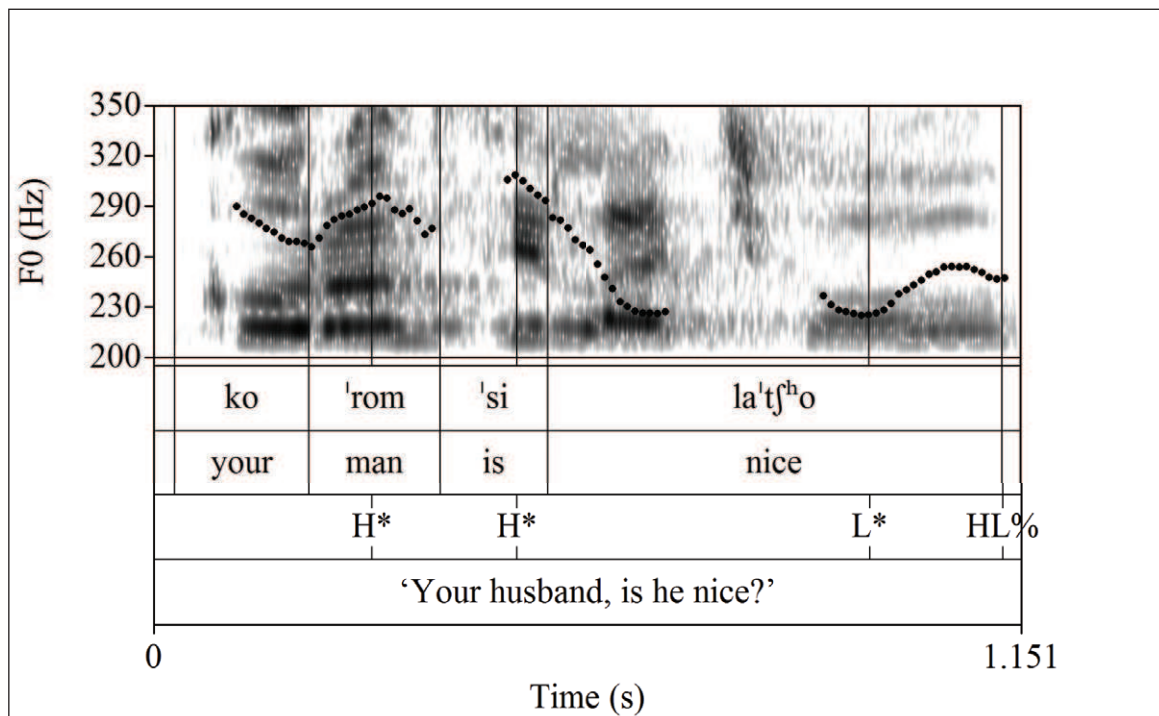 350
320
290
260
230
200
F0 (Hz)
ko ˈrom ˈsi laˈtʃʰo
your man is nice
H* H* L* HL%
‘Your husband, is he nice?’
0 1.151
Time (s)